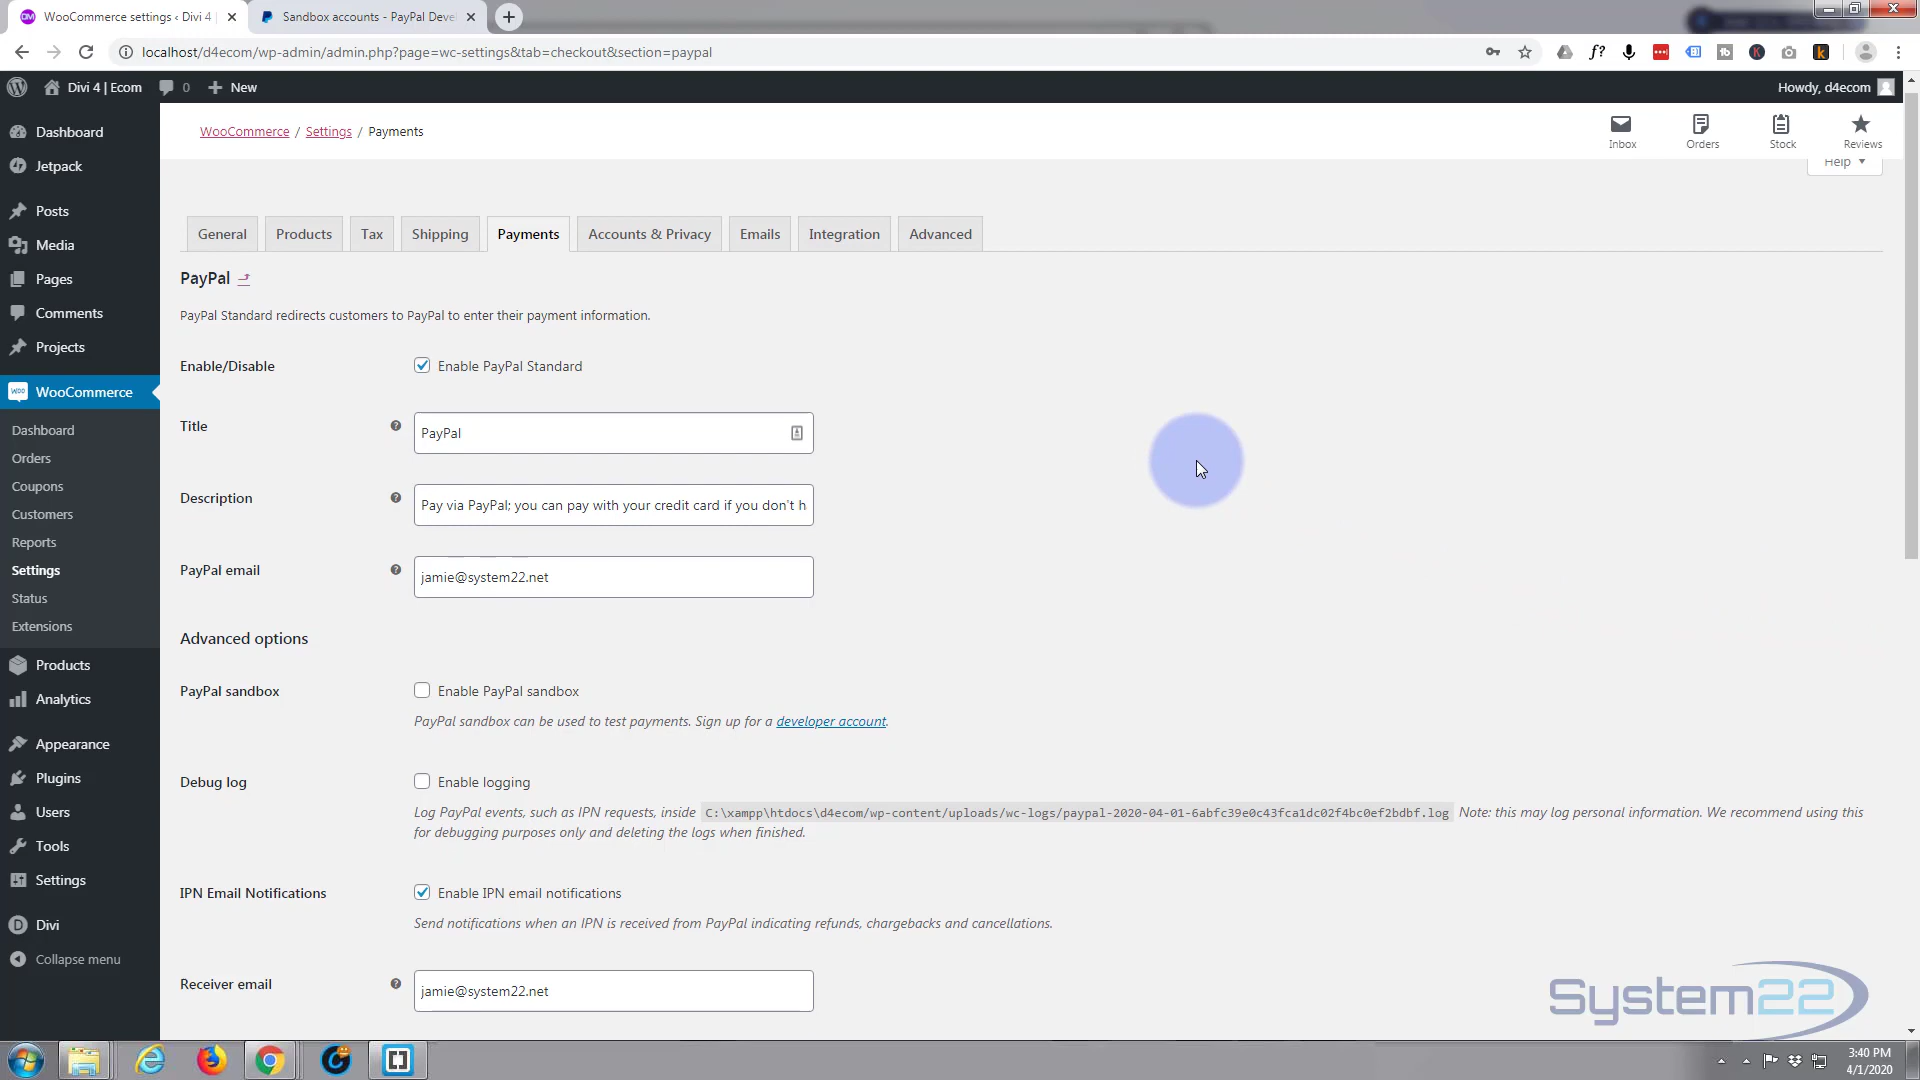 WooCommerce settings ‹ Divi 4 |
Sandbox accounts - PayPal Devel
localhost/d4ecom/wp-admin/admin.php?page=wc-settings&tab=checkout&section=paypal
Divi 4 | Ecom
0
New
Howdy, d4ecom
WooCommerce / Settings / Payments
Inbox
Orders
Stock
Reviews
Help
Dashboard
Jetpack
Posts
Media
Pages
Comments
Projects
WooCommerce
Dashboard
Orders
Coupons
Customers
Reports
Settings
Status
Extensions
Products
Analytics
Appearance
Plugins
Users
Tools
Settings
Divi
Collapse menu
General
Products
Tax
Shipping
Payments
Accounts & Privacy
Emails
Integration
Advanced
PayPal
PayPal Standard redirects customers to PayPal to enter their payment information.
Enable/Disable
Enable PayPal Standard
Title
PayPal
Description
Pay via PayPal; you can pay with your credit card if you don't h
PayPal email
jamie@system22.net
Advanced options
PayPal sandbox
Enable PayPal sandbox
PayPal sandbox can be used to test payments. Sign up for a developer account.
Debug log
Enable logging
Log PayPal events, such as IPN requests, inside C:\xampp\htdocs\d4ecom/wp-content/uploads/wc-logs/paypal-2020-04-01-6abfc39e0c43fca1dc02f4bc0ef2bdbf.log Note: this may log personal information. We recommend using this
for debugging purposes only and deleting the logs when finished.
IPN Email Notifications
Enable IPN email notifications
Send notifications when an IPN is received from PayPal indicating refunds, chargebacks and cancellations.
Receiver email
jamie@system22.net
System22
3:40 PM
4/1/2020